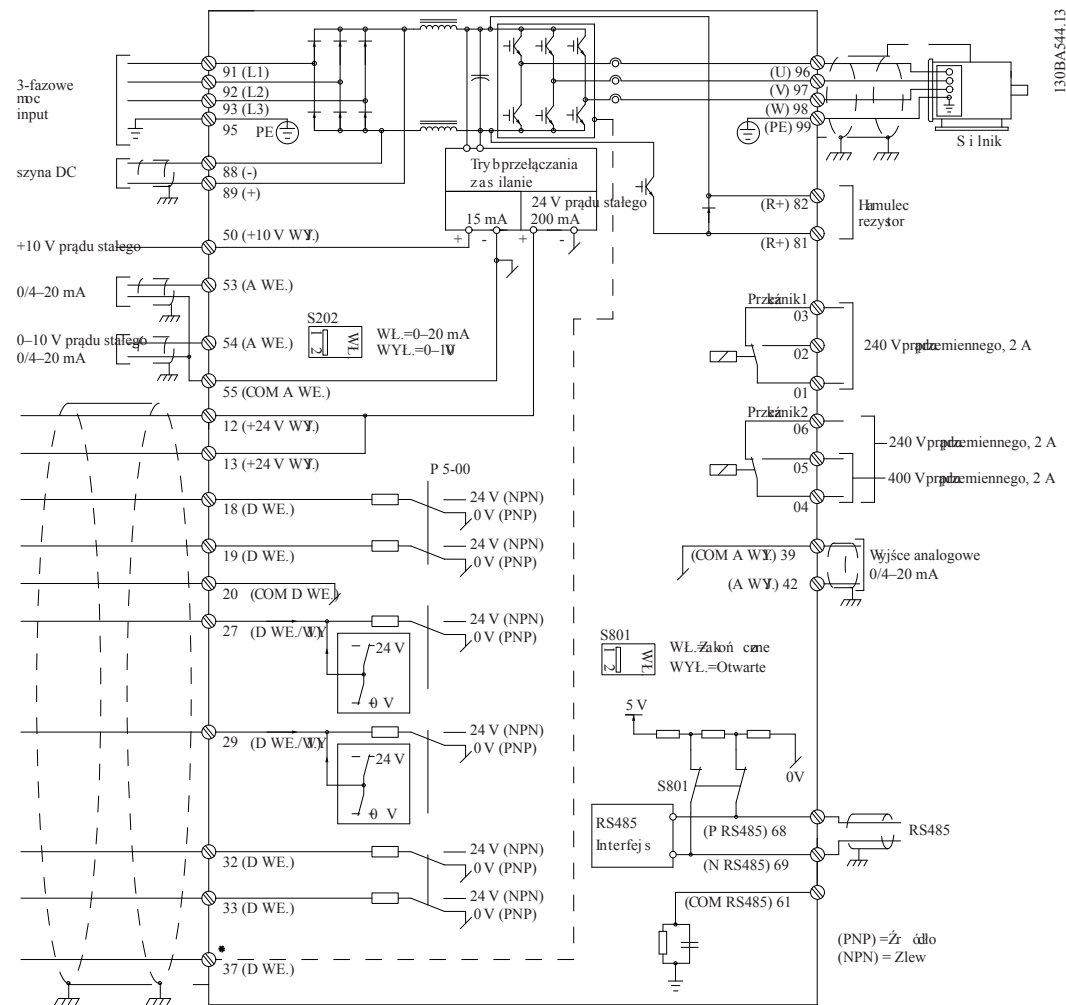 130BA544.13
3-fazowe
moc
input
91 (L1)
92 (L2)
93 (L3)
95
PE
szyna DC
88 (-)
89 (+)
+10 V prądu stałego
50 (+10 V WY.)
0/4–20 mA
53 (A WE.)
0–10 V prądu stałego
0/4–20 mA
54 (A WE.)
55 (COM A WE.)
12 (+24 V WY.)
13 (+24 V WY.)
18 (D WE.)
19 (D WE.)
20 (COM D WE.)
27 (D WE./WY.)
29 (D WE./WY.)
32 (D WE.)
33 (D WE.)
*
37 (D WE.)
Tryb przełączania
zasilanie
24 V prądu stałego
15 mA
200 mA
+ - + -
S202
1 2
WŁ.
WŁ.=0–20 mA
WYŁ.=0–10V
P 5-00
24 V (NPN)
0 V (PNP)
24 V (NPN)
0 V (PNP)
24 V (NPN)
0 V (PNP)
24 V
0 V
24 V (NPN)
0 V (PNP)
24 V
0 V
24 V (NPN)
0 V (PNP)
24 V (NPN)
0 V (PNP)
(U) 96
(V) 97
(W) 98
(PE) 99
Silnik
(R+) 82
Hamulec
rezystor
(R+) 81
Przekaźnik1
03
02
240 V prądu przemiennego, 2 A
01
Przekaźnik2
06
240 V prądu przemiennego, 2 A
05
400 V prądu przemiennego, 2 A
04
(COM A WY.) 39
Wyjście analogowe
0/4–20 mA
(A WY.) 42
S801
1 2
WŁ.
WŁ.=Zakończone
WYŁ.=Otwarte
5 V
0V
S801
RS485
Interfejs
(P RS485) 68
RS485
(N RS485) 69
(COM RS485) 61
(PNP) = Źródło
(NPN) = Zlew